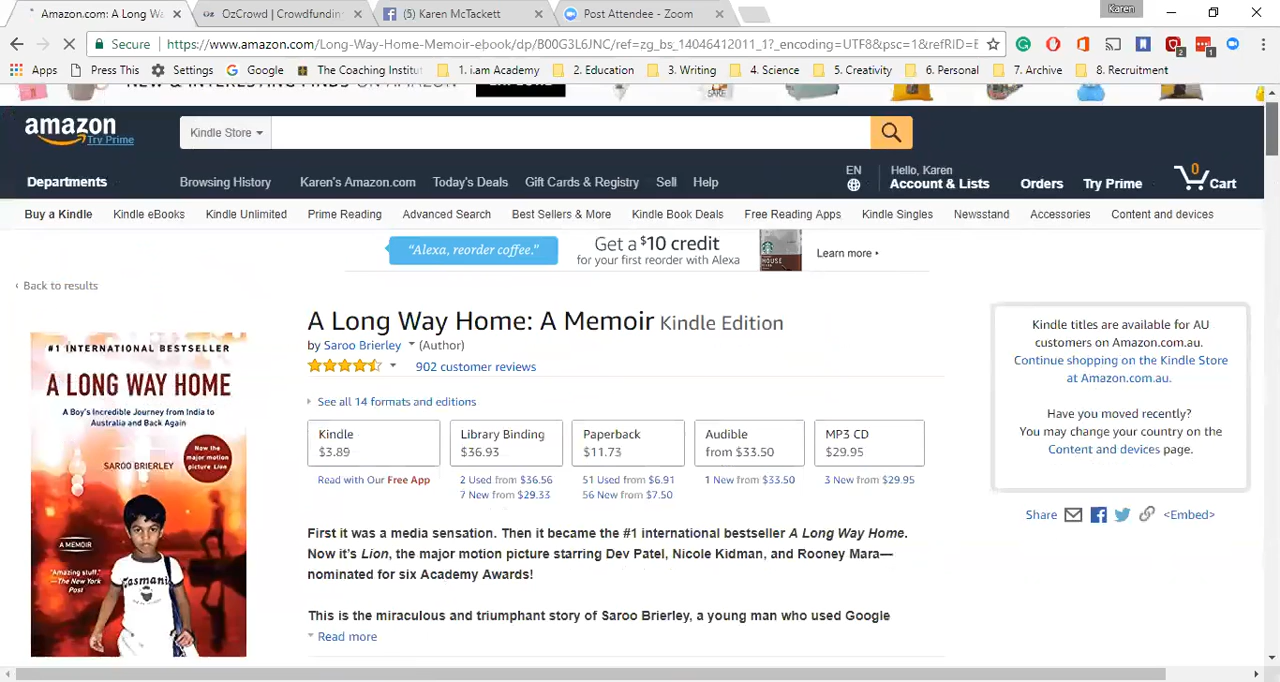 Amazon.com: A Long W
OzCrowd | Crowdfundin
(5) Karen McTackett
Post Attendee - Zoom
Karen
Secure
https://www.amazon.com/Long-Way-Home-Memoir-ebook/dp/B00G3L6JNC/ref=zg_bs_14046412011_1?_encoding=UTF8&psc=1&refRID=E
Apps
Press This
Settings
Google
The Coaching Institu
1. i.am Academy
2. Education
3. Writing
4. Science
5. Creativity
6. Personal
7. Archive
8. Recruitment
2
1
NEW & INTERESTING FINDS ON AMAZON
EXPLORE
amazon
Try Prime
Kindle Store
Departments
Browsing History
Karen's Amazon.com
Today's Deals
Gift Cards & Registry
Sell
Help
EN
Hello, Karen
Account & Lists
Orders
Try Prime
0
Cart
Buy a Kindle
Kindle eBooks
Kindle Unlimited
Prime Reading
Advanced Search
Best Sellers & More
Kindle Book Deals
Free Reading Apps
Kindle Singles
Newsstand
Accessories
Content and devices
"Alexa, reorder coffee."
Get a $10 credit
for your first reorder with Alexa
Learn more ▸
‹ Back to results
#1 INTERNATIONAL BESTSELLER
A LONG WAY HOME
A Boy's Incredible Journey from India to
Australia and Back Again
Now the
major motion
picture Lion
SAROO BRIERLEY
A MEMOIR
"Amazing stuff."
—The New York
Post
Tasmania
A Long Way Home: A Memoir Kindle Edition
by Saroo Brierley (Author)
902 customer reviews
See all 14 formats and editions
Kindle
$3.89
Library Binding
$36.93
Paperback
$11.73
Audible
from $33.50
MP3 CD
$29.95
Read with Our Free App
2 Used from $36.56
7 New from $29.33
51 Used from $6.91
56 New from $7.50
1 New from $33.50
3 New from $29.95
First it was a media sensation. Then it became the #1 international bestseller A Long Way Home.
Now it's Lion, the major motion picture starring Dev Patel, Nicole Kidman, and Rooney Mara—
nominated for six Academy Awards!
This is the miraculous and triumphant story of Saroo Brierley, a young man who used Google
Read more
Kindle titles are available for AU
customers on Amazon.com.au.
Continue shopping on the Kindle Store
at Amazon.com.au.
Have you moved recently?
You may change your country on the
Content and devices page.
Share
<Embed>